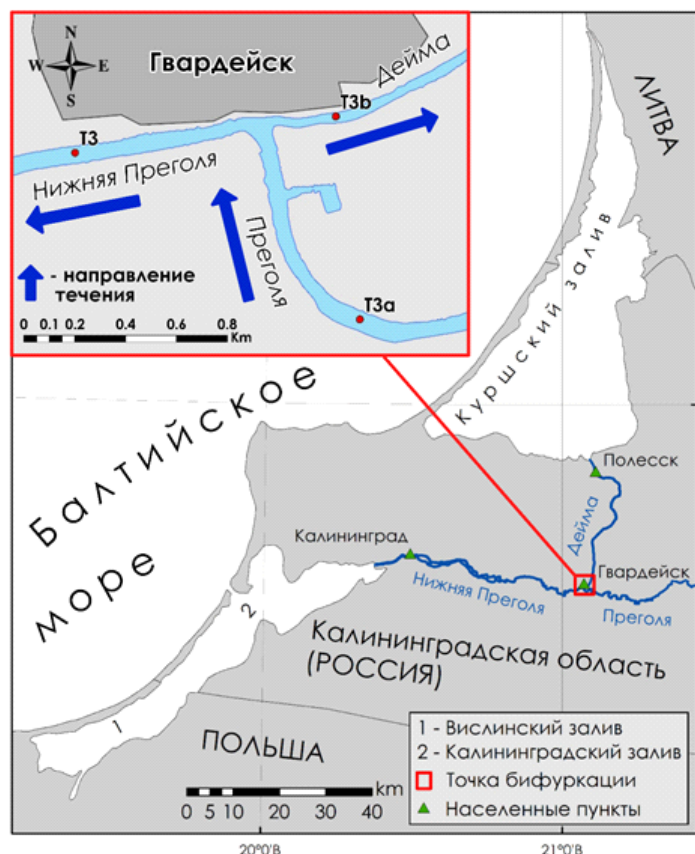 N
W E
S
Гвардейск
Дейма
T3b
T3
Нижняя Преголя
Преголя
- направление
течения
T3a
0 0.1 0.2 0.4 0.6 0.8
Km
ЛИТВА
Куршский залив
Балтийское
море
Полесск
Дейма
Калининград
Гвардейск
Нижняя Преголя
Преголя
2
Калининградская область
(РОССИЯ)
1
ПОЛЬША
1 - Вислинский залив
2 - Калининградский залив
Точка бифуркации
Населенные пункты
km
0 5 10 20 30 40
20°0'В 21°0'В